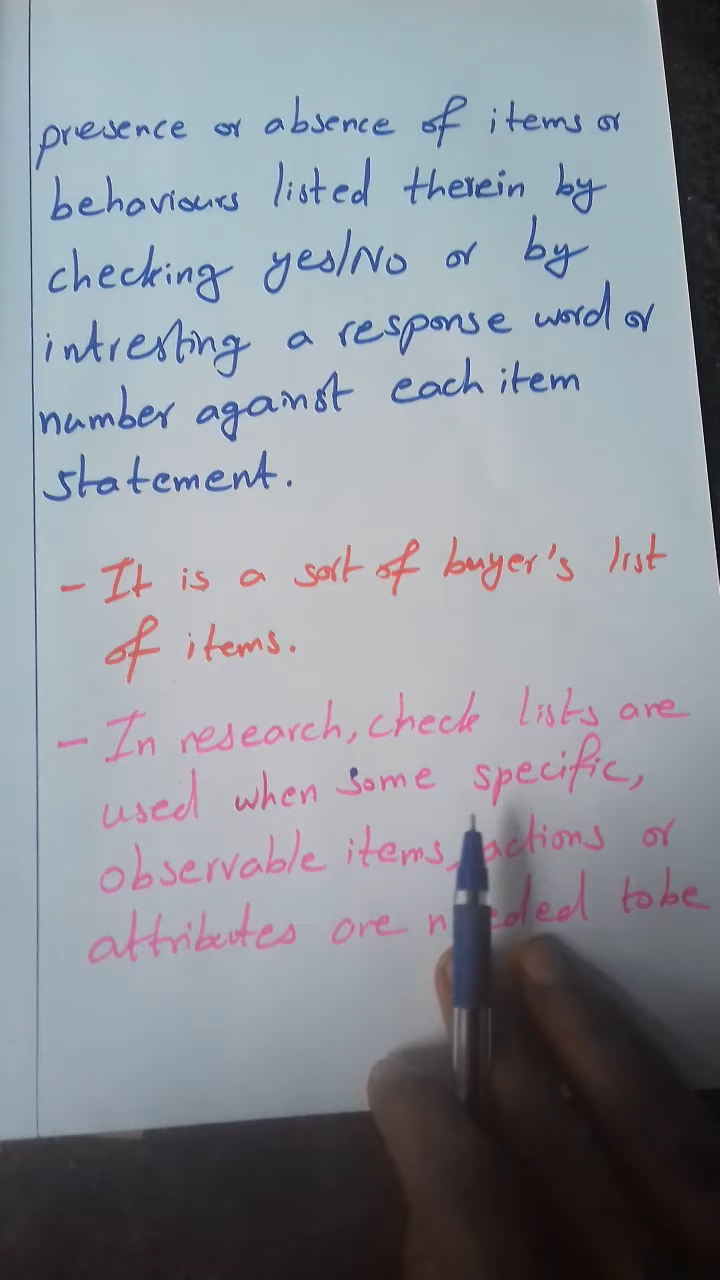 presence or absence of items or
behaviours listed therein by
checking yes/No or by
intresting a response word or
number against each item
statement.
- It is a sort of buyer's list
of items.
- In research, check lists are
used when some specific,
observable items, actions or
attributes are needed to be